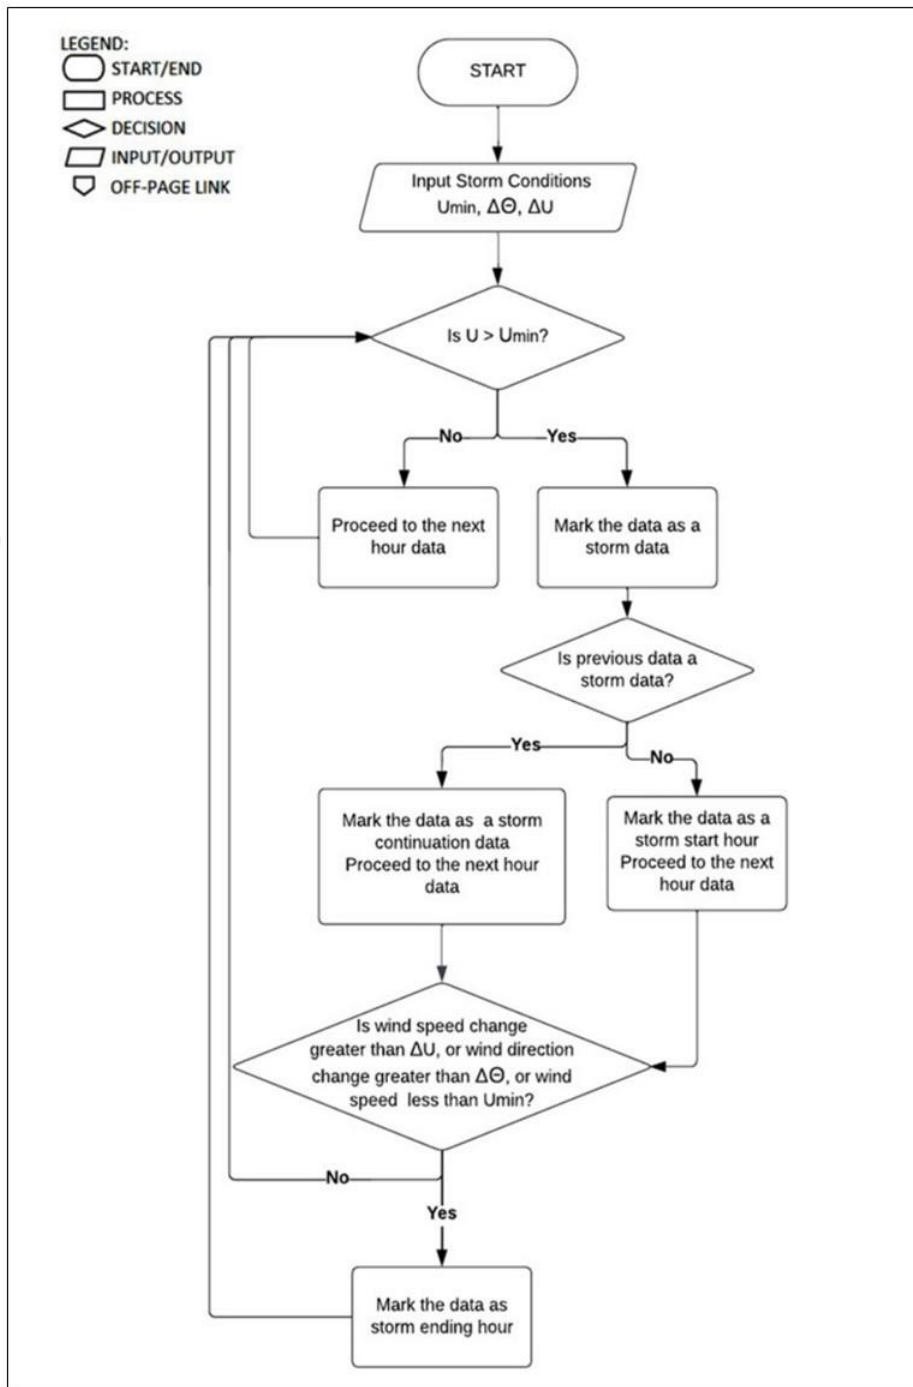 LEGEND:
START/END
PROCESS
DECISION
INPUT/OUTPUT
OFF-PAGE LINK
START
Input Storm Conditions
Umin, ΔΘ, ΔU
Is U > Umin?
No
Yes
Proceed to the next
hour data
Mark the data as a
storm data
Is previous data a
storm data?
Yes
No
Mark the data as a storm
continuation data
Proceed to the next hour
data
Mark the data as a
storm start hour
Proceed to the next
hour data
Is wind speed change
greater than ΔU, or wind direction
change greater than ΔΘ, or wind
speed less than Umin?
No
Yes
Mark the data as
storm ending hour